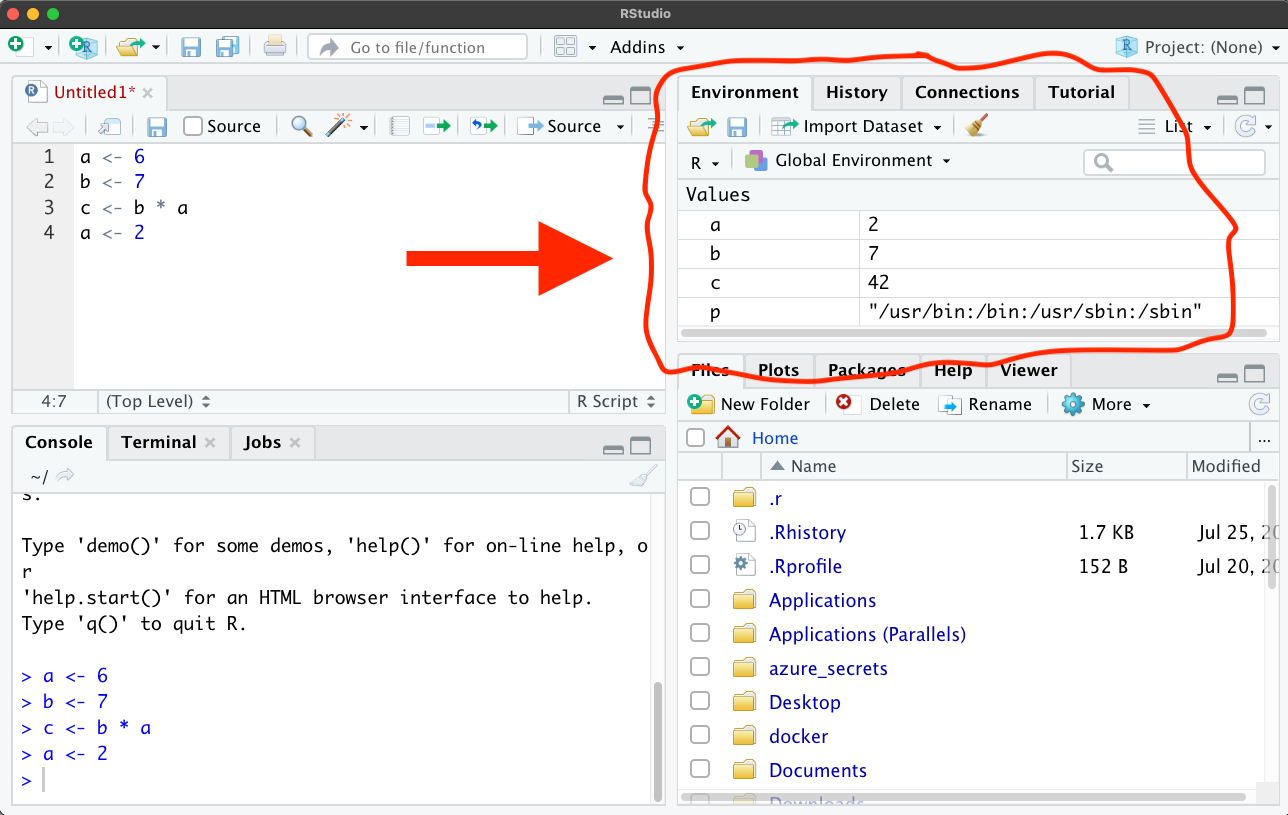 RStudio
Go to file/function
Addins
Project: (None)
Untitled1*
Source
Source
1 a <- 6
2 b <- 7
3 c <- b * a
4 a <- 2
4:7
(Top Level)
R Script
Console
Terminal
Jobs
~/
s.
Type 'demo()' for some demos, 'help()' for on-line help, o
r
'help.start()' for an HTML browser interface to help.
Type 'q()' to quit R.
> a <- 6
> b <- 7
> c <- b * a
> a <- 2
>
Environment
History
Connections
Tutorial
Import Dataset
List
R
Global Environment
Values
a 2
b 7
c 42
p "/usr/bin:/bin:/usr/sbin:/sbin"
Files
Plots
Packages
Help
Viewer
New Folder
Delete
Rename
More
Home
...
Name Size Modified
.r
.Rhistory 1.7 KB Jul 25, 20
.Rprofile 152 B Jul 20, 20
Applications
Applications (Parallels)
azure_secrets
Desktop
docker
Documents
Downloads